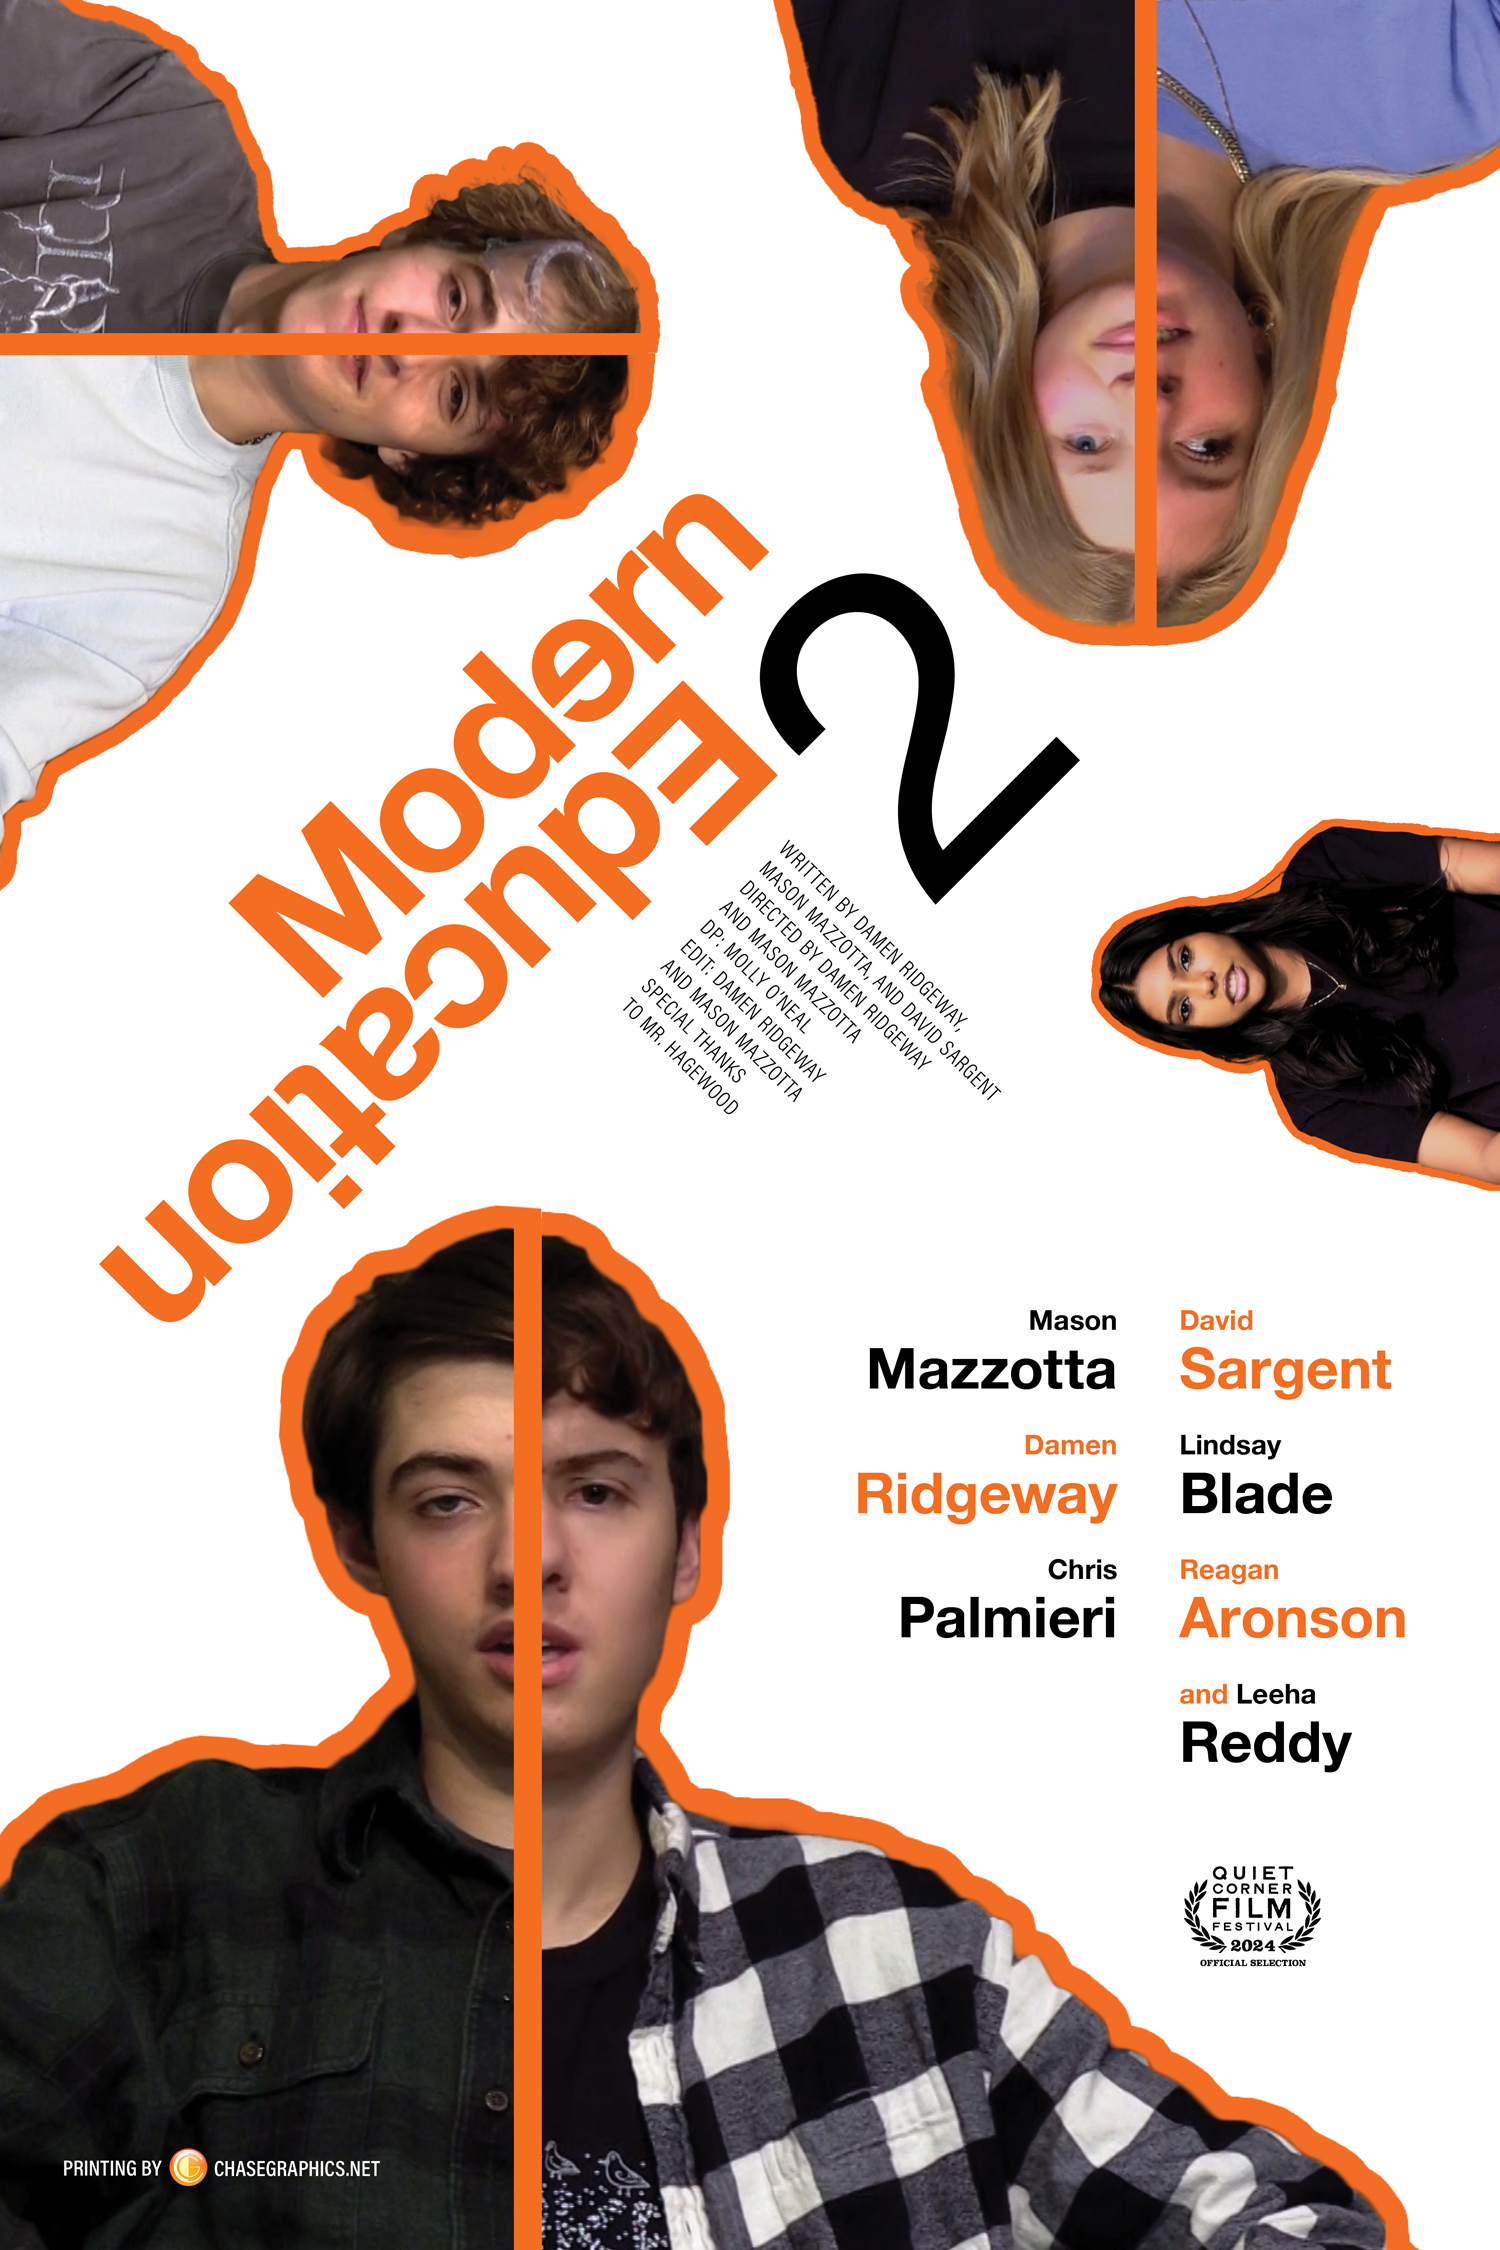 Modern
Education
2
WRITTEN BY DAMEN RIDGEWAY,
MASON MAZZOTTA, AND DAVID SARGENT
DIRECTED BY DAMEN RIDGEWAY
AND MASON MAZZOTTA
DP: MOLLY O'NEAL
EDIT: DAMEN RIDGEWAY
AND MASON MAZZOTTA
SPECIAL THANKS
TO MR. HAGEWOOD
Mason
Mazzotta
David
Sargent
Damen
Ridgeway
Lindsay
Blade
Chris
Palmieri
Reagan
Aronson
and Leeha
Reddy
QUIET
CORNER
FILM
FESTIVAL
2024
OFFICIAL SELECTION
PRINTING BY G CHASEGRAPHICS.NET